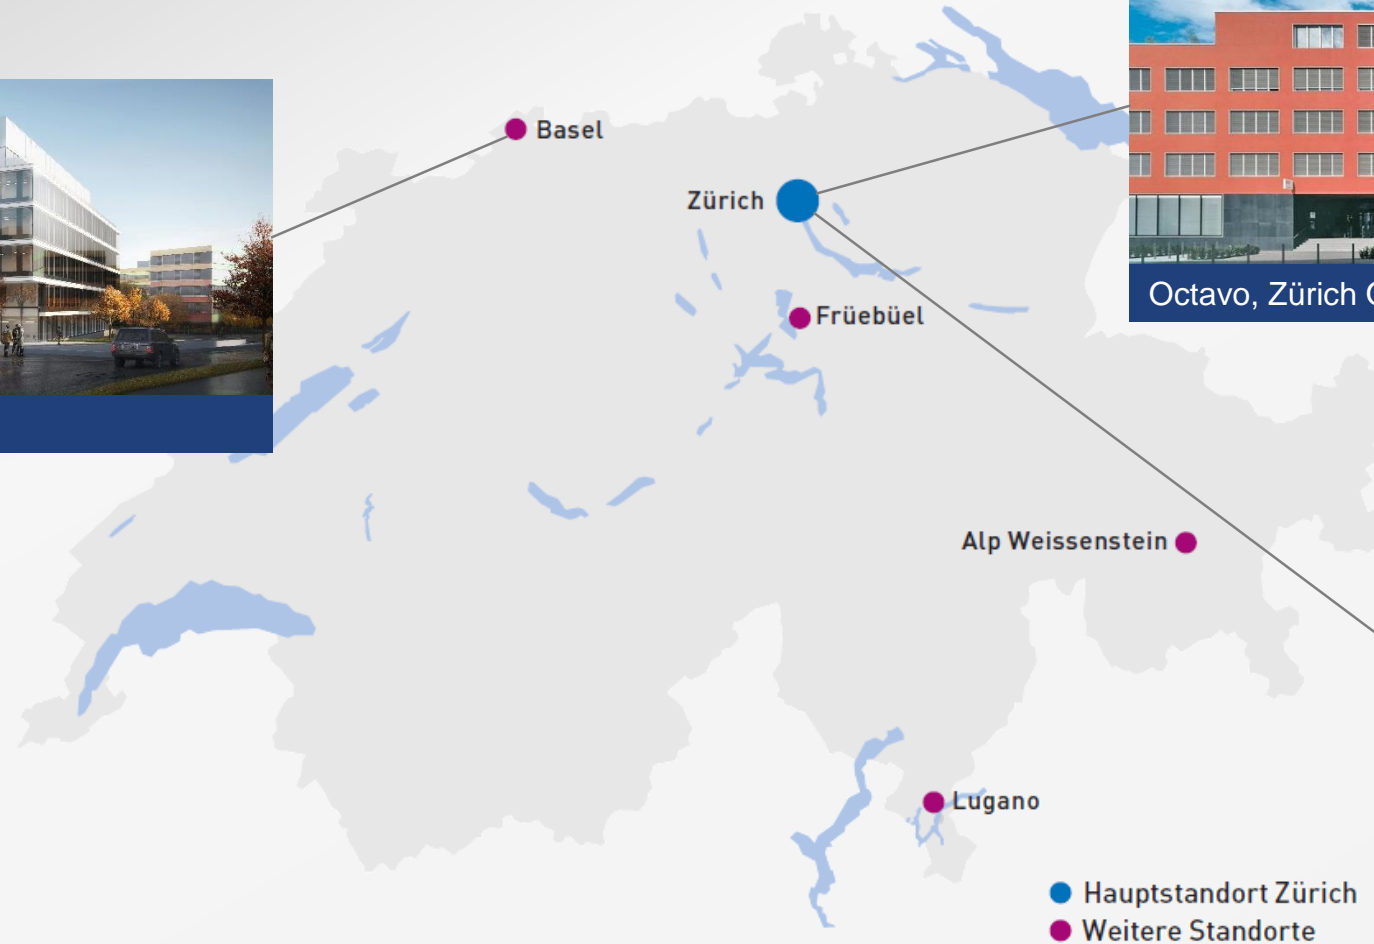 Basel
Zürich
Octavo, Zürich
Früebüel
Alp Weissenstein
Lugano
Hauptstandort Zürich
Weitere Standorte